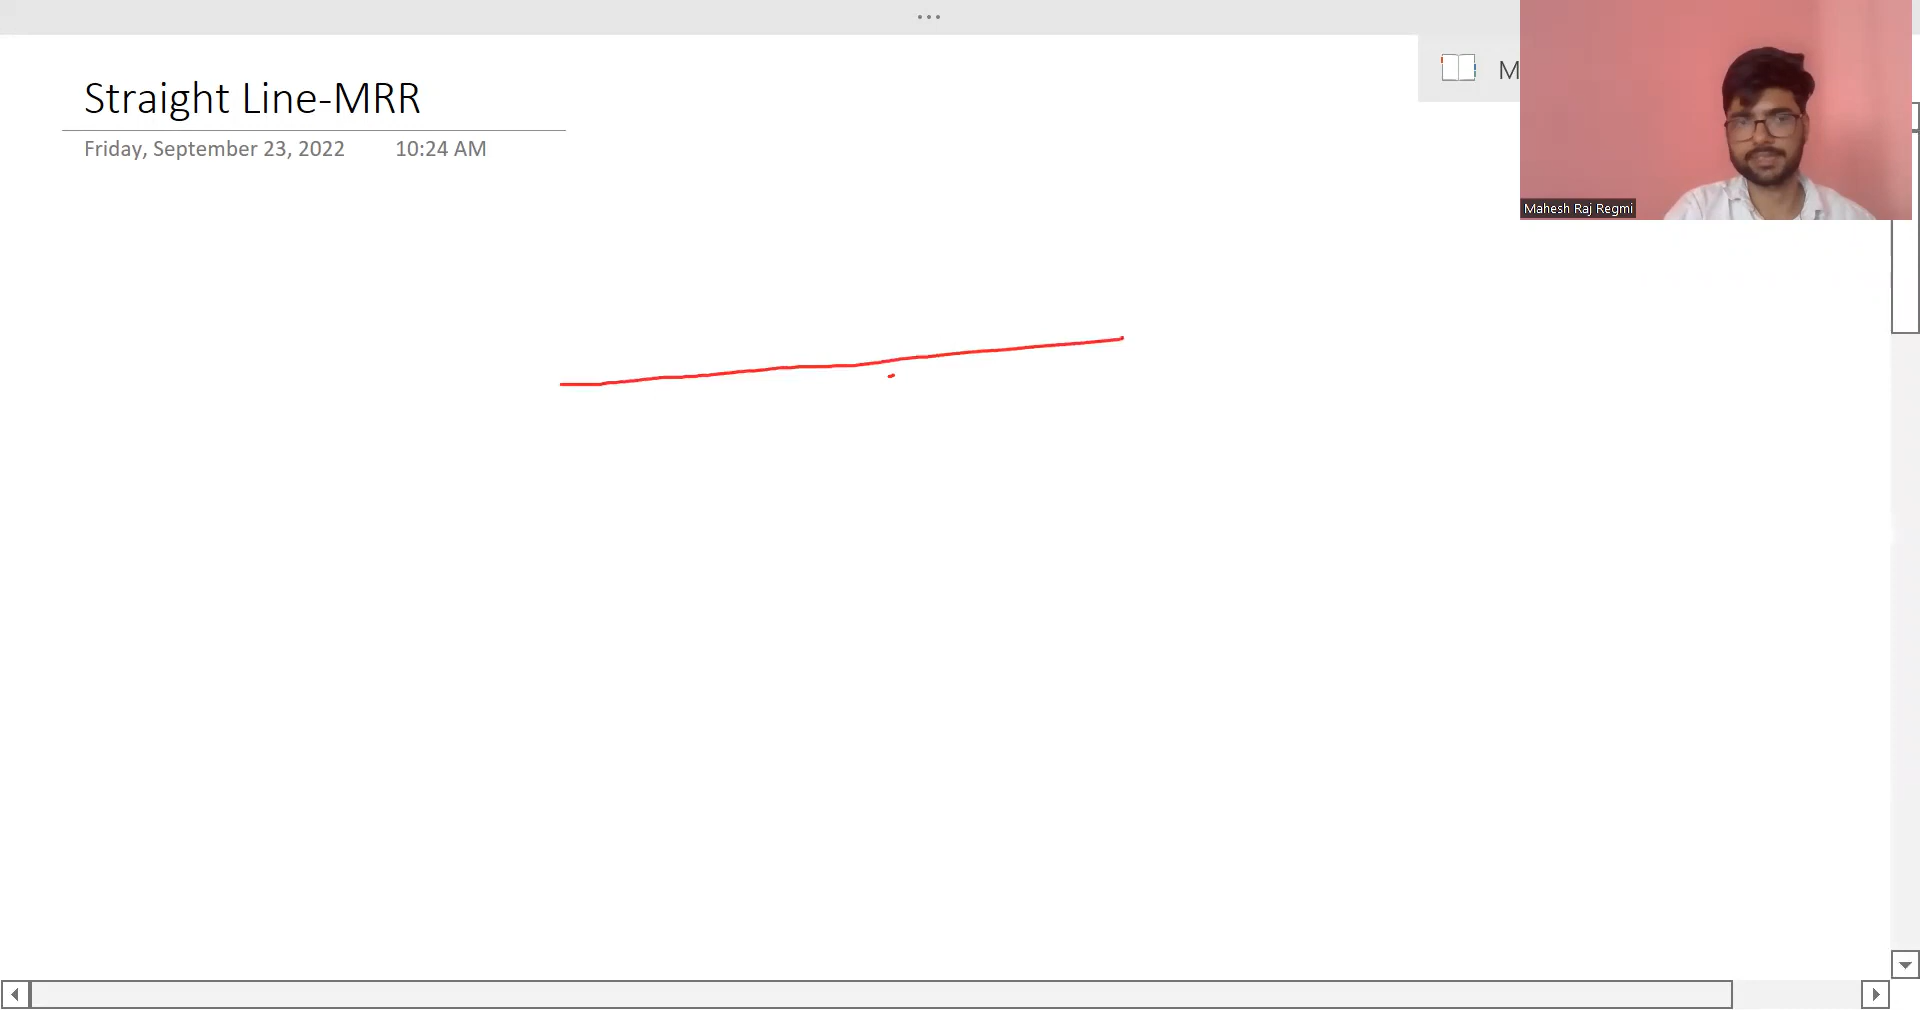 Straight Line-MRR
Friday, September 23, 2022 10:24 AM
M
Mahesh Raj Regmi